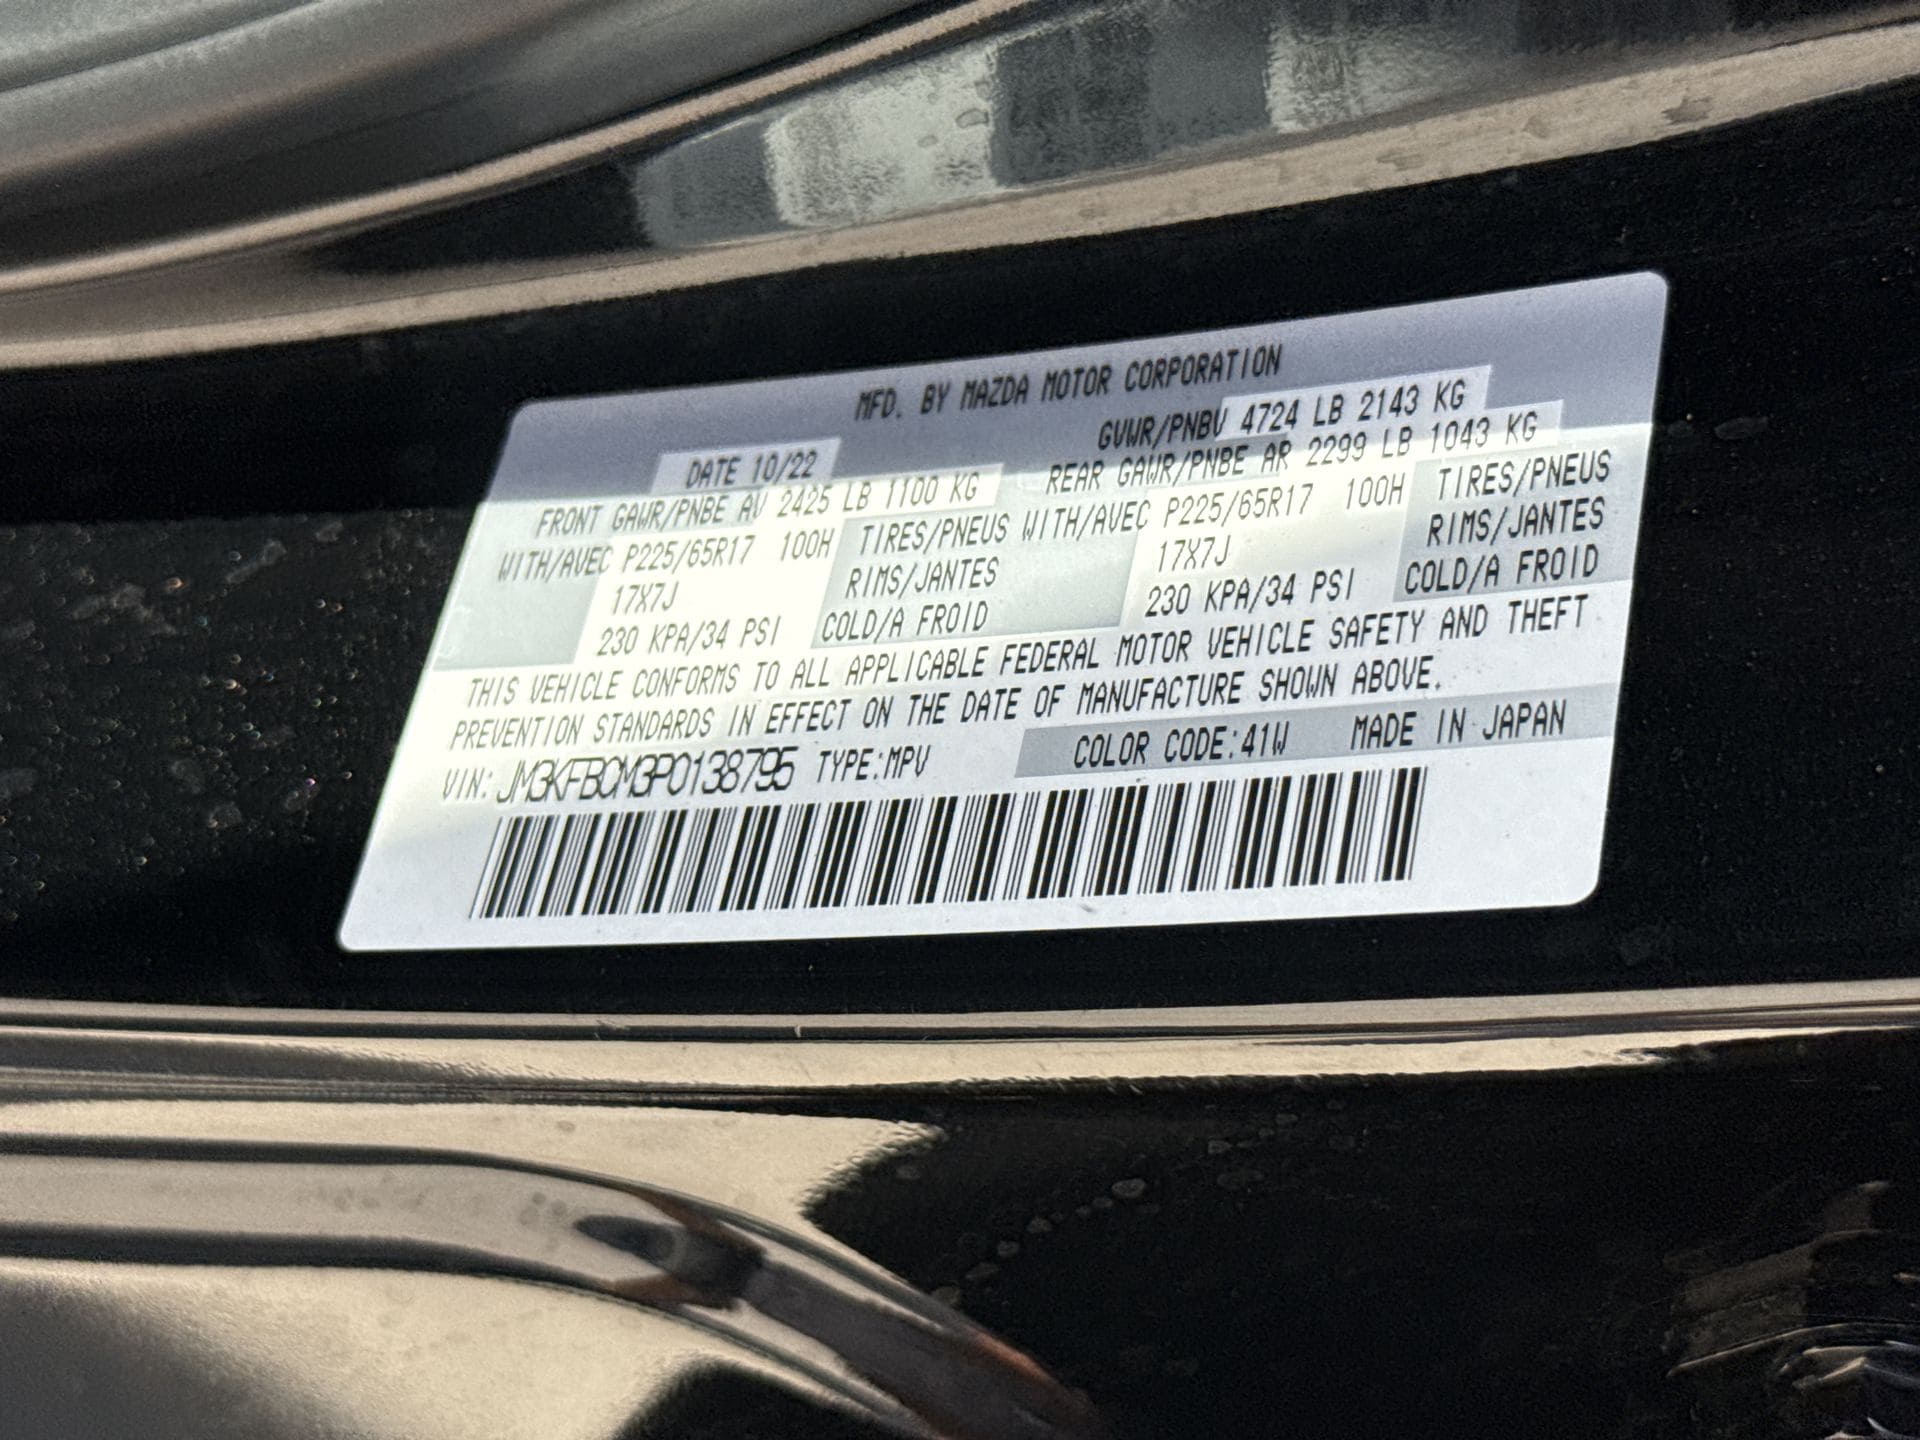 MFD. BY MAZDA MOTOR CORPORATION
DATE 10/22 GVWR/PNBV 4724 LB 2143 KG
FRONT GAWR/PNBE AV 2425 LB 1100 KG REAR GAWR/PNBE AR 2299 LB 1043 KG
WITH/AVEC P225/65R17 100H TIRES/PNEUS WITH/AVEC P225/65R17 100H TIRES/PNEUS
17X7J RIMS/JANTES 17X7J RIMS/JANTES
230 KPA/34 PSI COLD/A FROID 230 KPA/34 PSI COLD/A FROID
THIS VEHICLE CONFORMS TO ALL APPLICABLE FEDERAL MOTOR VEHICLE SAFETY AND THEFT
PREVENTION STANDARDS IN EFFECT ON THE DATE OF MANUFACTURE SHOWN ABOVE.
VIN: JM3KFBCM3P0138795 TYPE:MPV COLOR CODE:41W MADE IN JAPAN